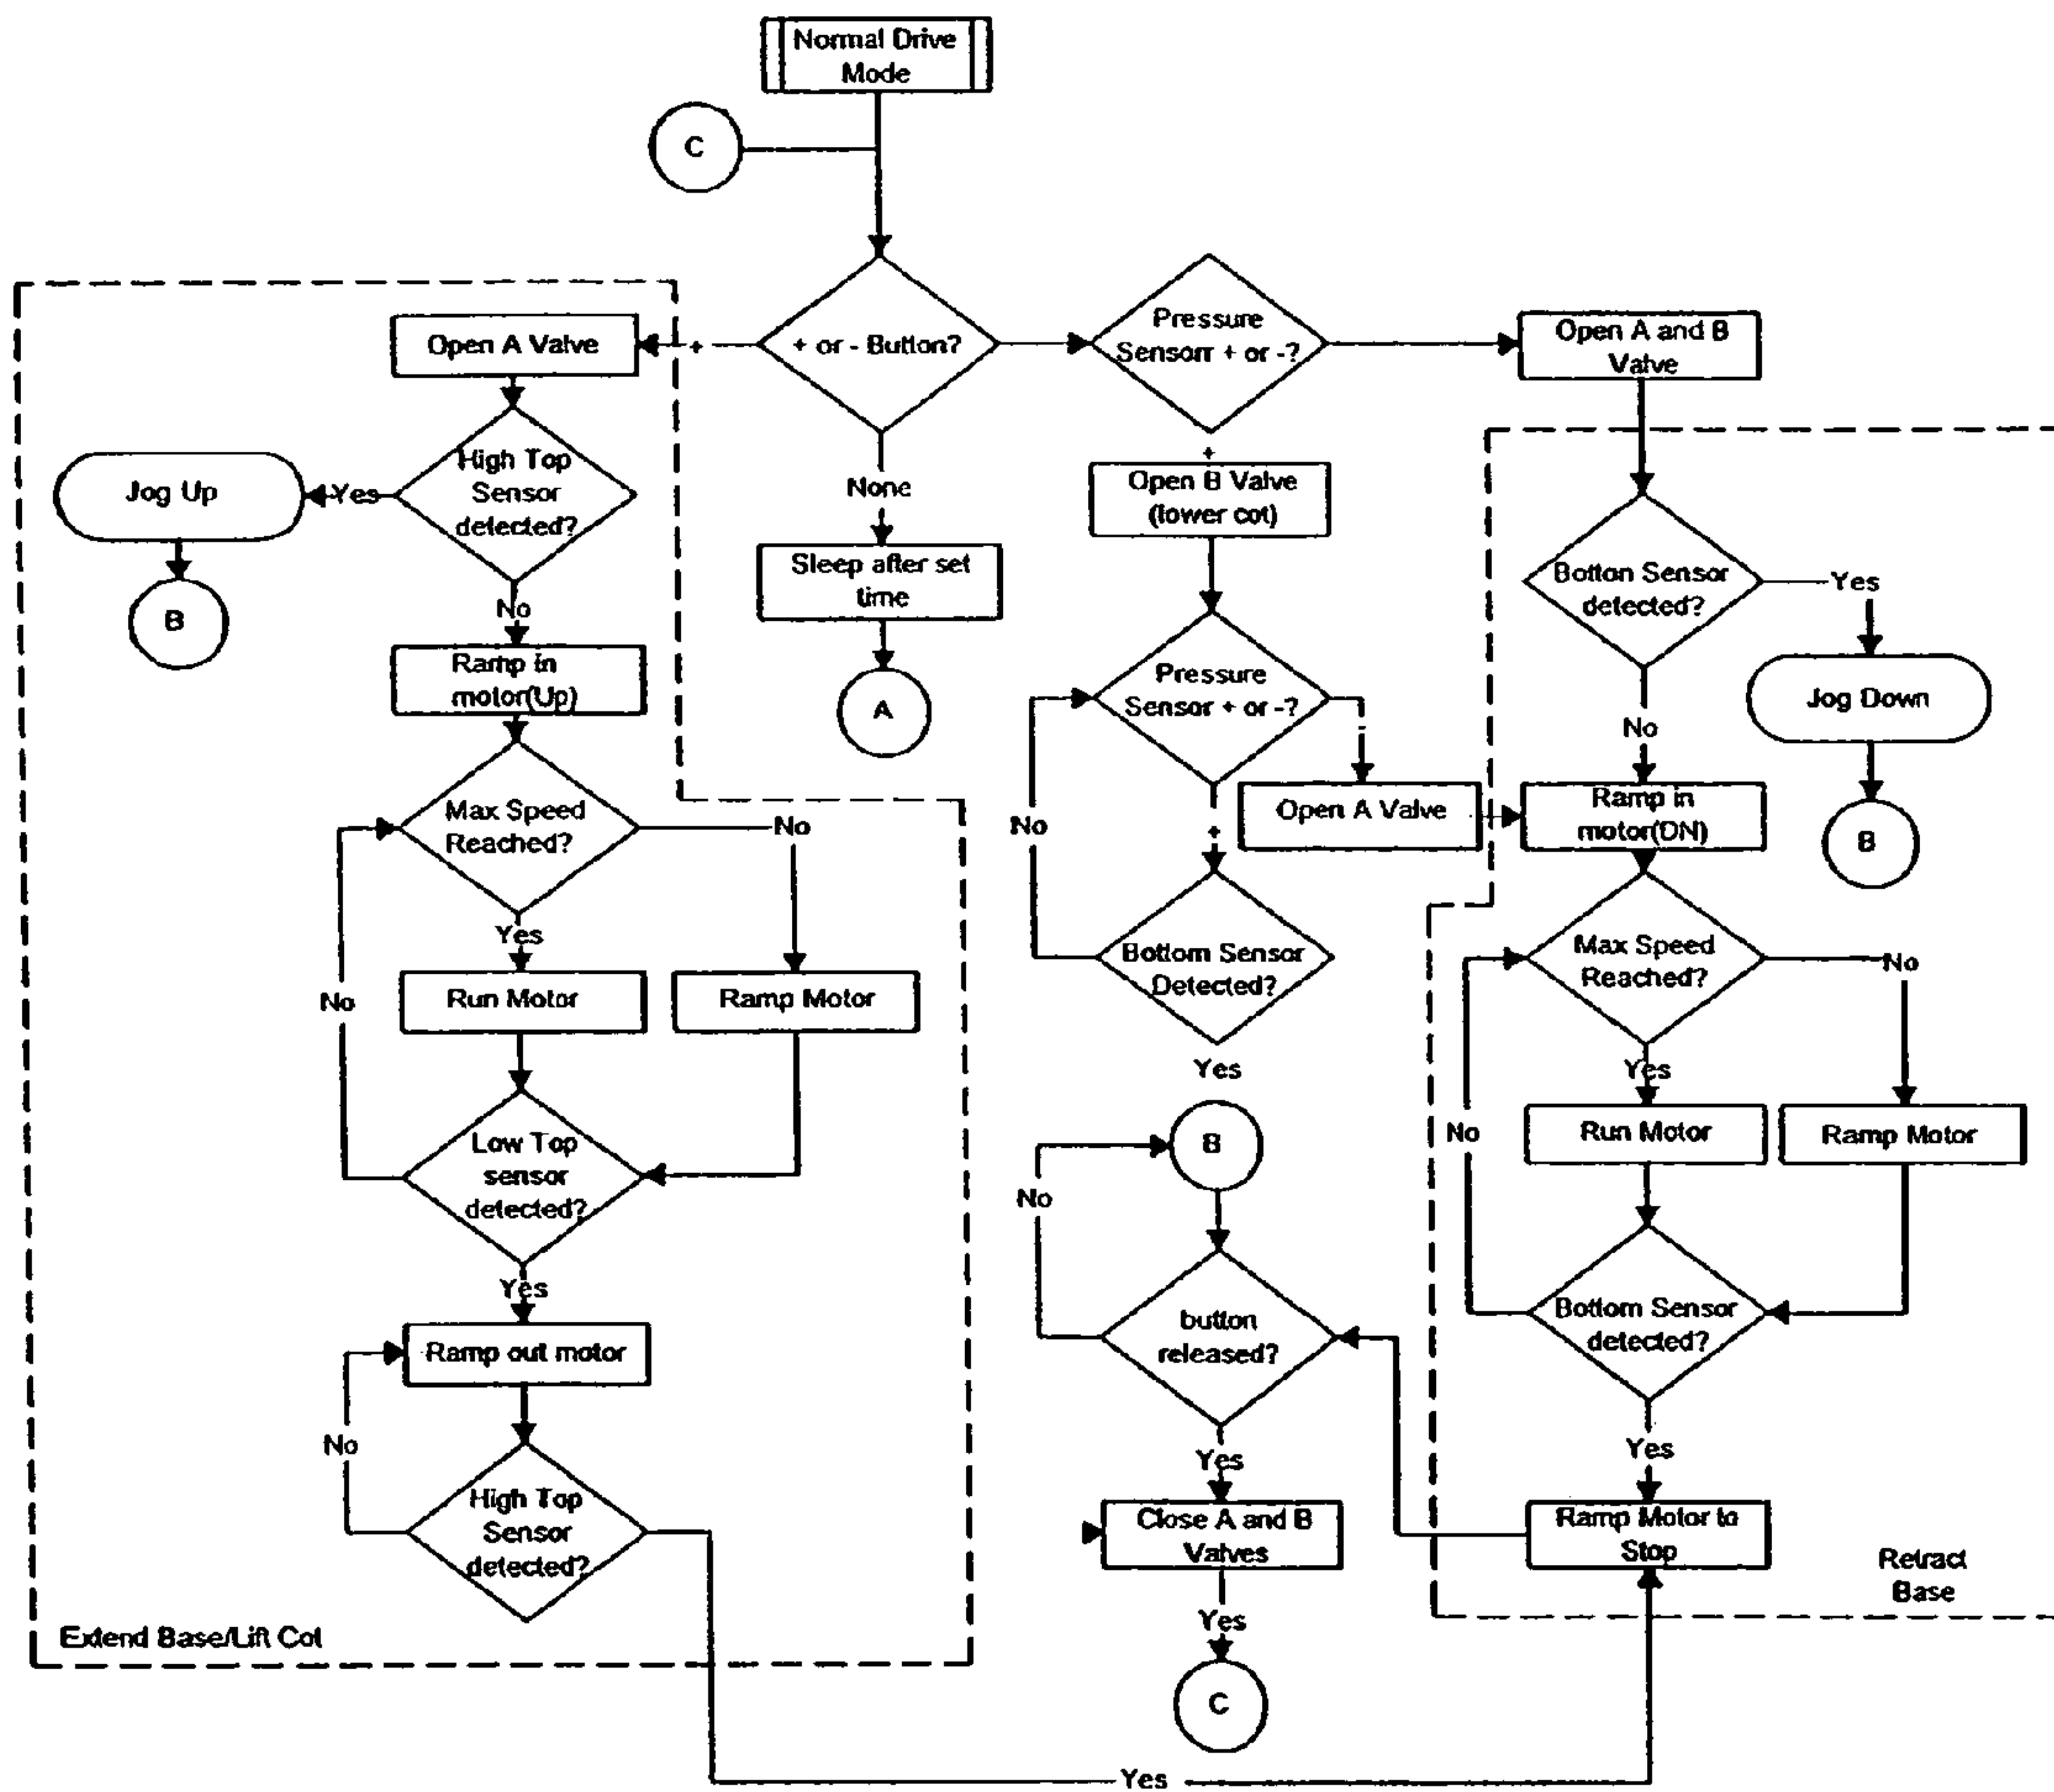 Normal Drive
Mode
C
+ or - Button?
+
Open A Valve
High Top
Sensor
detected?
Yes
Jog Up
B
No
Ramp in
motor(Up)
Max Speed
Reached?
No
Yes
Run Motor
Ramp Motor
No
Low Top
sensor
detected?
Yes
Ramp out motor
No
High Top
Sensor
detected?
Extend Base/Lift Cot
Yes
None
Sleep after set
time
A
Pressure
Sensorr + or -?
+
Open B Valve
(lower cot)
Pressure
Sensor + or -?
-
Open A Valve
+
No
Bottom Sensor
Detected?
Yes
B
No
button
released?
Yes
Close A and B
Valves
Yes
C
Open A and B
Valve
Botton Sensor
detected?
Yes
Jog Down
B
No
Ramp in
motor(DN)
Max Speed
Reached?
No
Yes
Run Motor
Ramp Motor
No
Bottom Sensor
detected?
Yes
Ramp Motor to
Stop
Retract
Base